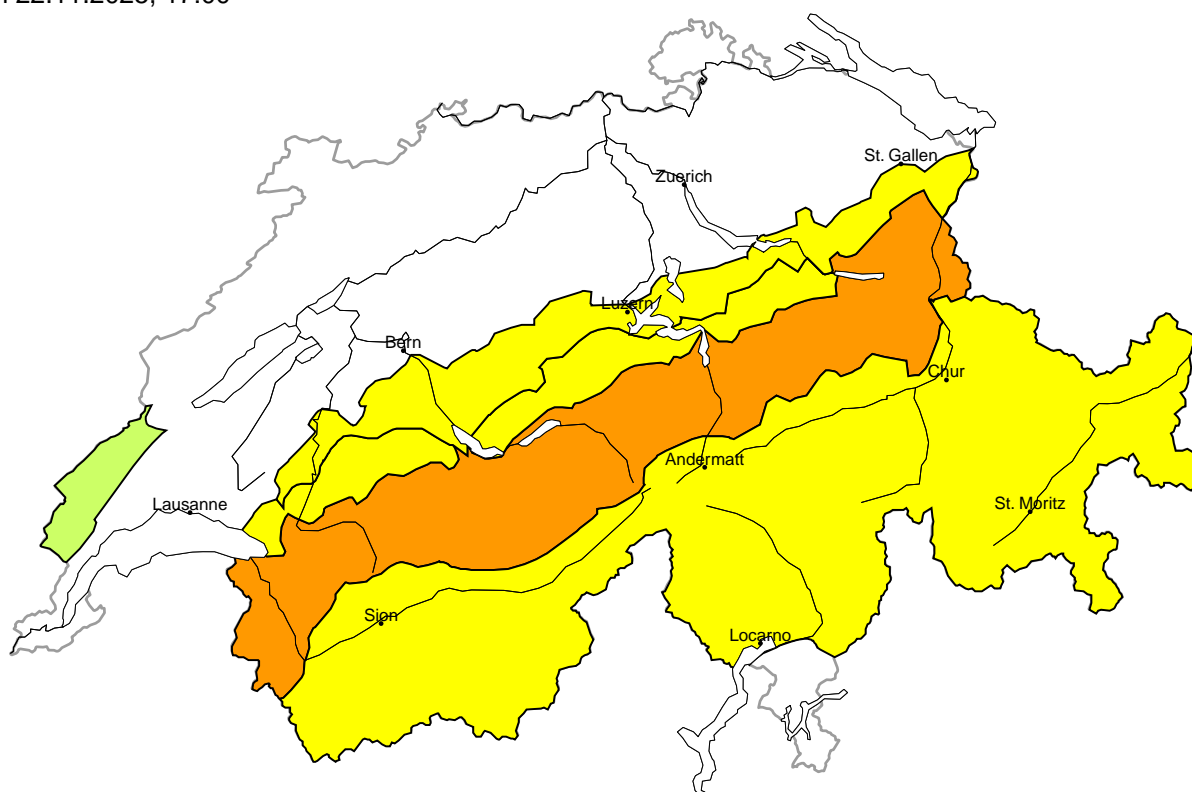 St. Gallen
Zuerich
Luzern
Bern
Chur
Andermatt
Lausanne
St. Moritz
Sion
Locarno